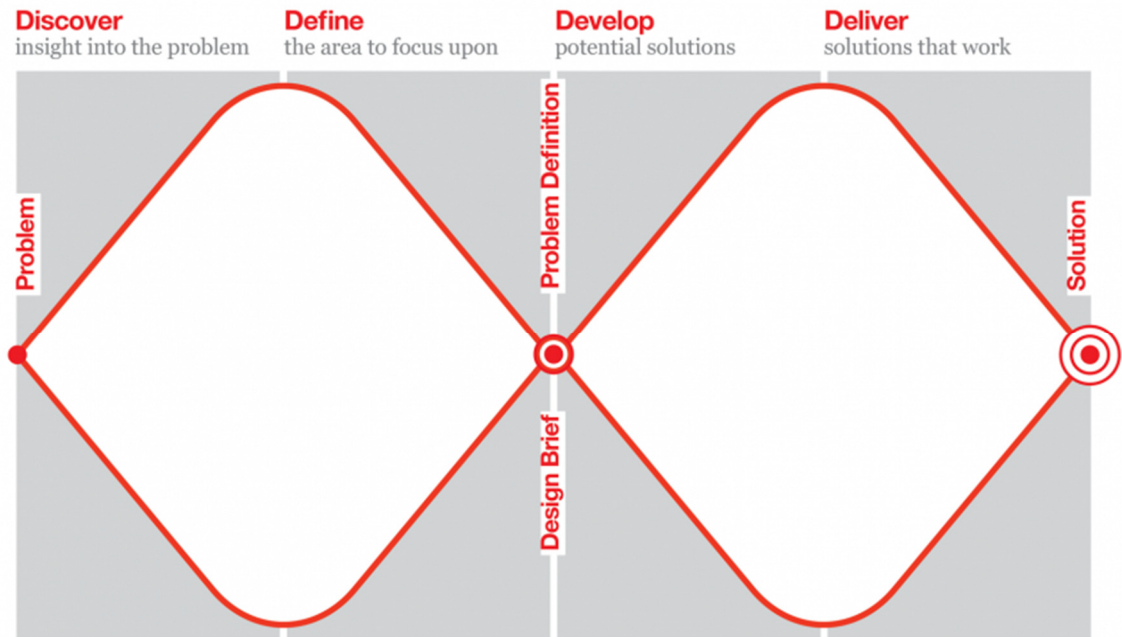 Discover
insight into the problem
Define
the area to focus upon
Develop
potential solutions
Deliver
solutions that work
Problem
Problem Definition
Design Brief
Solution